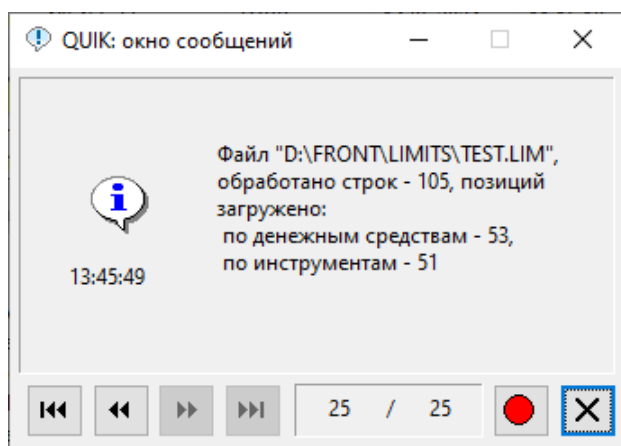 QUIK: окно сообщений
Файл "D:\FRONT\LIMITS\TEST.LIM",
обработано строк - 105, позиций
загружено:
по денежным средствам - 53,
по инструментам - 51
13:45:49
25 / 25